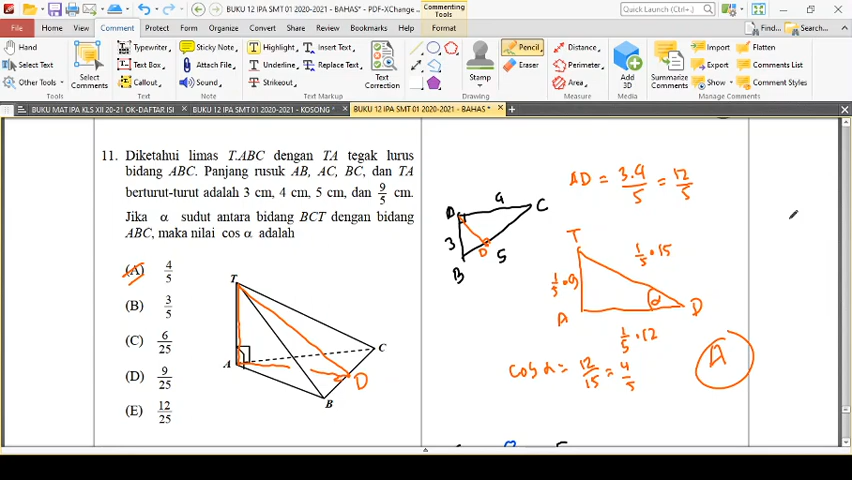 BUKU 12 IPA SMT 01 2020-2021 - BAHAS* - PDF-XChange
Commenting Tools
Quick Launch (Ctrl+.)
File Home View Comment Protect Form Organize Convert Share Review Bookmarks Help Format
Find...
Search...
Hand
Select Text
Other Tools
Tools
Select Comments
Typewriter
Text Box
Callout
Sticky Note
Attach File
Sound
Highlight
Underline
Strikeout
Insert Text
Replace Text
Text Correction
Text Markup
Pencil
Eraser
Drawing
Stamp
Distance
Perimeter
Area
Measure
Add 3D
Summarize Comments
Import
Export
Show
Flatten
Comments List
Comment Styles
Manage Comments
BUKU MAT IPA KLS XII 20-21 OK-DAFTAR ISI
BUKU 12 IPA SMT 01 2020-2021 - KOSONG *
BUKU 12 IPA SMT 01 2020-2021 - BAHAS *
11. Diketahui limas T.ABC dengan TA tegak lurus
bidang ABC. Panjang rusuk AB, AC, BC, dan TA
berturut-turut adalah 3 cm, 4 cm, 5 cm, dan 9/5 cm.
Jika α sudut antara bidang BCT dengan bidang
ABC, maka nilai cos α adalah
(A) 4/5
(B) 3/5
(C) 6/25
(D) 9/25
(E) 12/25
T
A
B
C
D
4
C
3
D
5
B
AD = 3.4/5 = 12/5
T
1/5 . 15
1/5 . 9
α
A
D
1/5 . 12
cos α = 12/15 = 4/5
A